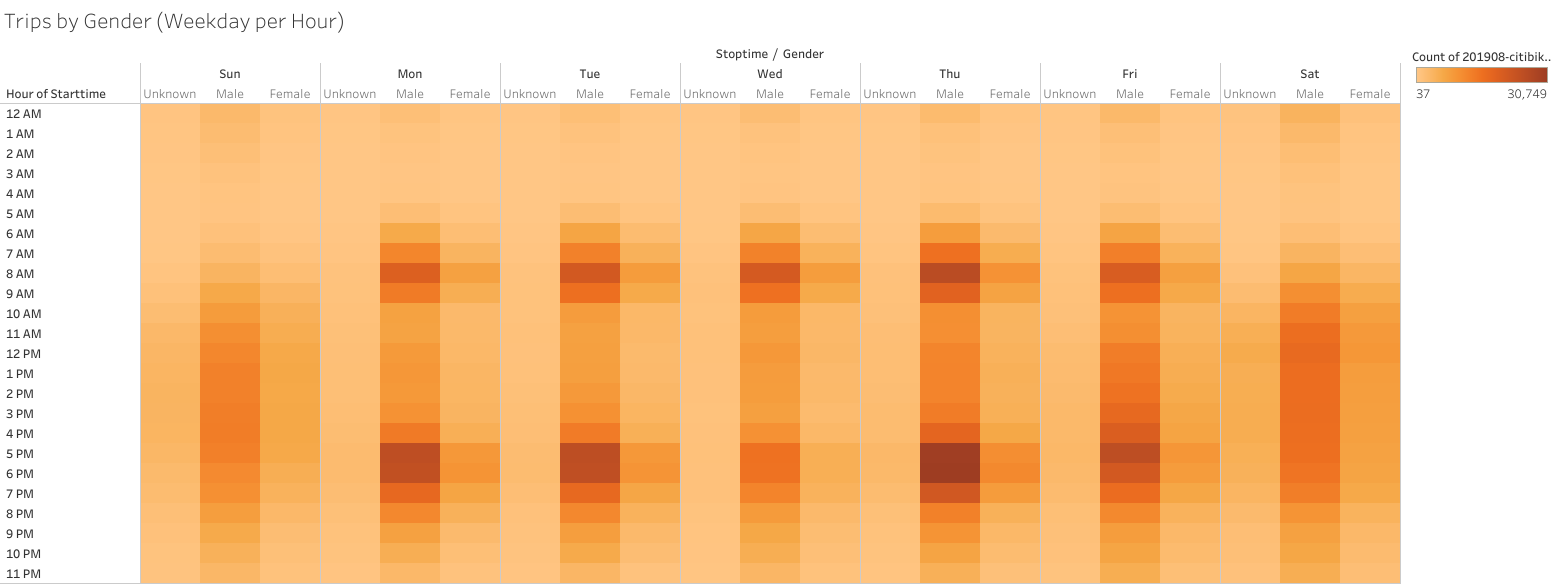 Trips by Gender (Weekday per Hour)
Stoptime / Gender
Count of 201908-citibik..
37 30,749
Sun Mon Tue Wed Thu Fri Sat
Hour of Starttime Unknown Male Female Unknown Male Female Unknown Male Female Unknown Male Female Unknown Male Female Unknown Male Female Unknown Male Female
12 AM
1 AM
2 AM
3 AM
4 AM
5 AM
6 AM
7 AM
8 AM
9 AM
10 AM
11 AM
12 PM
1 PM
2 PM
3 PM
4 PM
5 PM
6 PM
7 PM
8 PM
9 PM
10 PM
11 PM